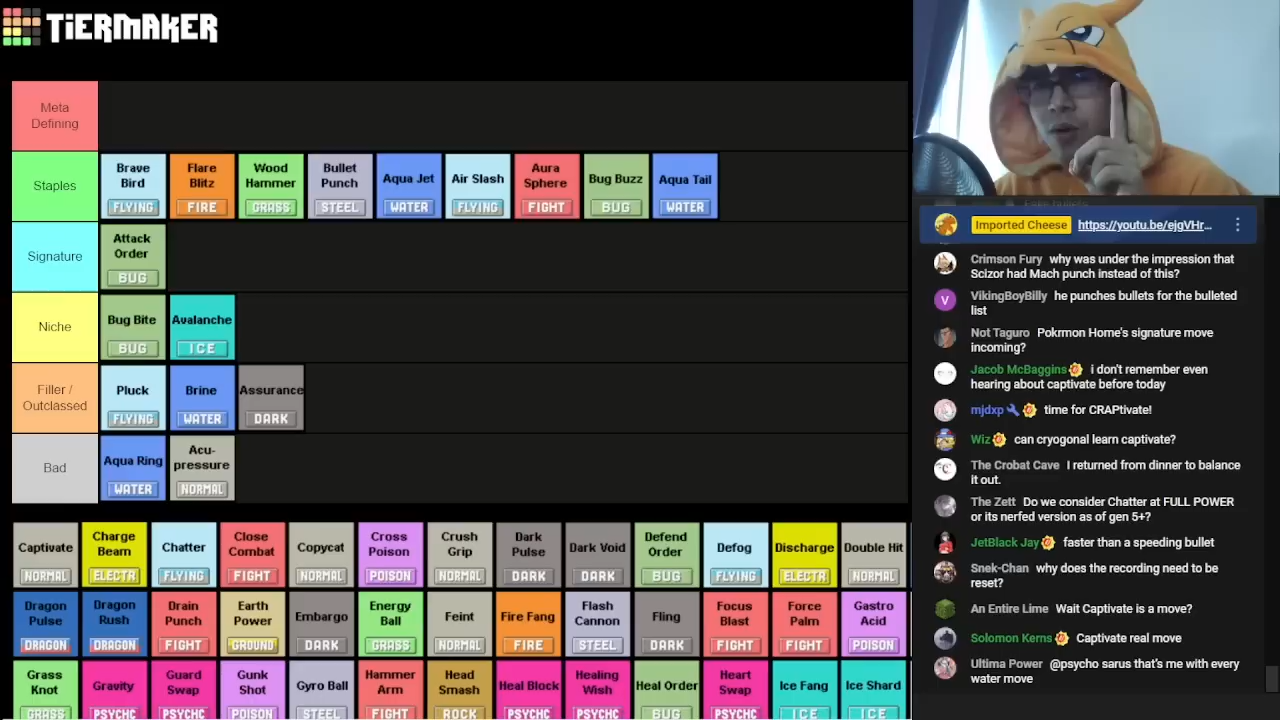 TiERMAKER
Meta
Defining
Staples
Brave
Bird
FLYING
Flare
Blitz
FIRE
Wood
Hammer
GRASS
Bullet
Punch
STEEL
Aqua Jet
WATER
Air Slash
FLYING
Aura
Sphere
FIGHT
Bug Buzz
BUG
Aqua Tail
WATER
Signature
Attack
Order
BUG
Niche
Bug Bite
BUG
Avalanche
ICE
Filler /
Outclassed
Pluck
FLYING
Brine
WATER
Assurance
DARK
Bad
Aqua Ring
WATER
Acu-
pressure
NORMAL
Captivate
NORMAL
Charge
Beam
ELECTR
Chatter
FLYING
Close
Combat
FIGHT
Copycat
NORMAL
Cross
Poison
POISON
Crush
Grip
NORMAL
Dark
Pulse
DARK
Dark Void
DARK
Defend
Order
BUG
Defog
FLYING
Discharge
ELECTR
Double Hit
NORMAL
Dragon
Pulse
DRAGON
Dragon
Rush
DRAGON
Drain
Punch
FIGHT
Earth
Power
GROUND
Embargo
DARK
Energy
Ball
GRASS
Feint
NORMAL
Fire Fang
FIRE
Flash
Cannon
STEEL
Fling
DARK
Focus
Blast
FIGHT
Force
Palm
FIGHT
Gastro
Acid
POISON
Grass
Knot
GRASS
Gravity
PSYCHC
Guard
Swap
PSYCHC
Gunk
Shot
POISON
Gyro Ball
STEEL
Hammer
Arm
FIGHT
Head
Smash
ROCK
Heal Block
PSYCHC
Healing
Wish
PSYCHC
Heal Order
BUG
Heart
Swap
PSYCHC
Ice Fang
ICE
Ice Shard
ICE
Imported Cheese https://youtu.be/ejgVHr...
Crimson Fury why was under the impression that
Scizor had Mach punch instead of this?
V
VikingBoyBilly he punches bullets for the bulleted
list
Not Taguro Pokrmon Home's signature move
incoming?
Jacob McBaggins i don't remember even
hearing about captivate before today
mjdxp time for CRAPtivate!
Wiz can cryogonal learn captivate?
The Crobat Cave I returned from dinner to balance
it out.
The Zett Do we consider Chatter at FULL POWER
or its nerfed version as of gen 5+?
JetBlack Jay faster than a speeding bullet
Snek-Chan why does the recording need to be
reset?
An Entire Lime Wait Captivate is a move?
Solomon Kerns Captivate real move
Ultima Power @psycho sarus that's me with every
water move